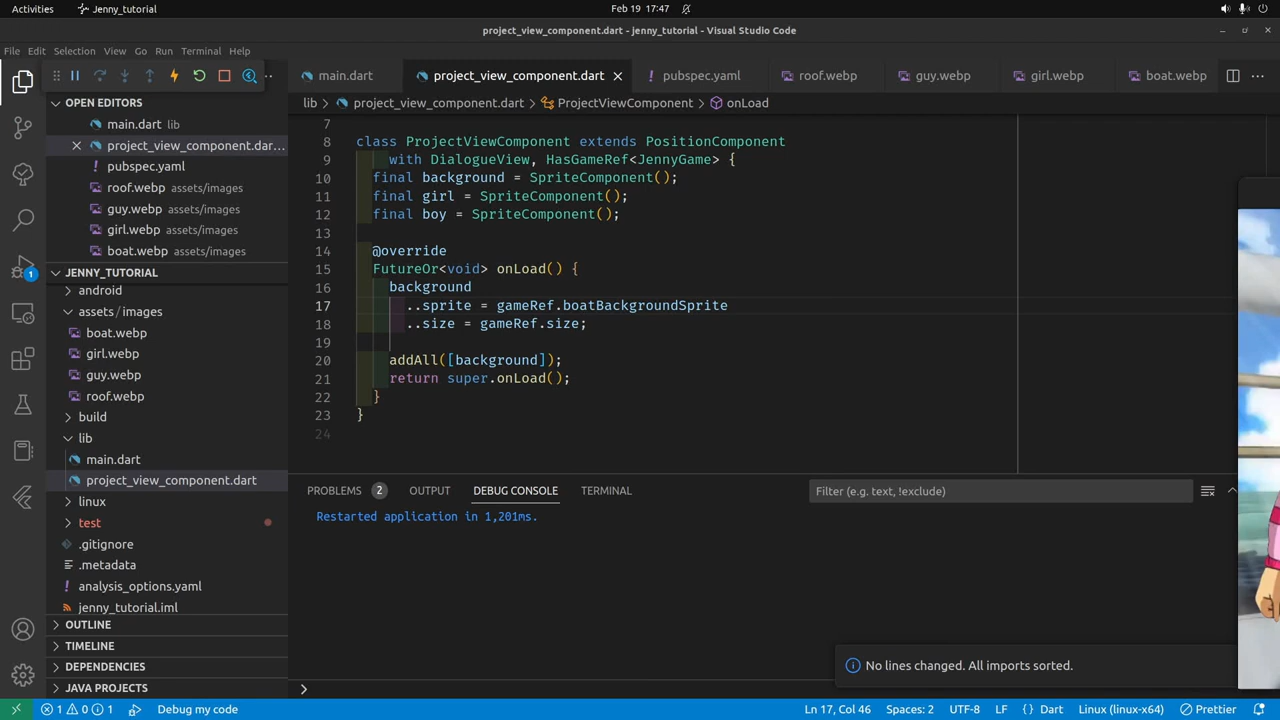 Activities
Jenny_tutorial
Feb 19 17:47
project_view_component.dart - jenny_tutorial - Visual Studio Code
File Edit Selection View Go Run Terminal Help
main.dart
project_view_component.dart
pubspec.yaml
roof.webp
guy.webp
girl.webp
boat.webp
lib
project_view_component.dart
ProjectViewComponent
onLoad
OPEN EDITORS
main.dart lib
project_view_component.dar...
pubspec.yaml
roof.webp assets/images
guy.webp assets/images
girl.webp assets/images
boat.webp assets/images
JENNY_TUTORIAL
android
assets / images
boat.webp
girl.webp
guy.webp
roof.webp
build
lib
main.dart
project_view_component.dart
linux
test
.gitignore
.metadata
analysis_options.yaml
jenny_tutorial.iml
OUTLINE
TIMELINE
DEPENDENCIES
JAVA PROJECTS
1
7
8 class ProjectViewComponent extends PositionComponent
9 with DialogueView, HasGameRef<JennyGame> {
10 final background = SpriteComponent();
11 final girl = SpriteComponent();
12 final boy = SpriteComponent();
13
14 @override
15 FutureOr<void> onLoad() {
16 background
17 ..sprite = gameRef.boatBackgroundSprite
18 ..size = gameRef.size;
19
20 addAll([background]);
21 return super.onLoad();
22 }
23 }
24
PROBLEMS 2
OUTPUT
DEBUG CONSOLE
TERMINAL
Filter (e.g. text, !exclude)
Restarted application in 1,201ms.
No lines changed. All imports sorted.
1 0 1
Debug my code
Ln 17, Col 46
Spaces: 2
UTF-8
LF
{ } Dart
Linux (linux-x64)
Prettier